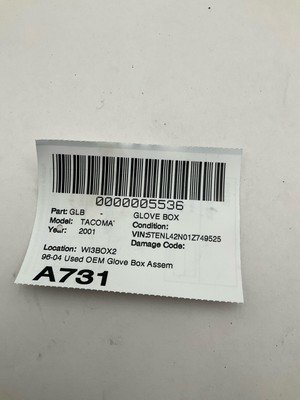 0000005536
Part: GLB GLOVE BOX
Model: TACOMA Condition:
Year: 2001 VIN:5TENL42N01Z749525
Damage Code:
Location: WI3BOX2
96-04 Used OEM Glove Box Assem
A731